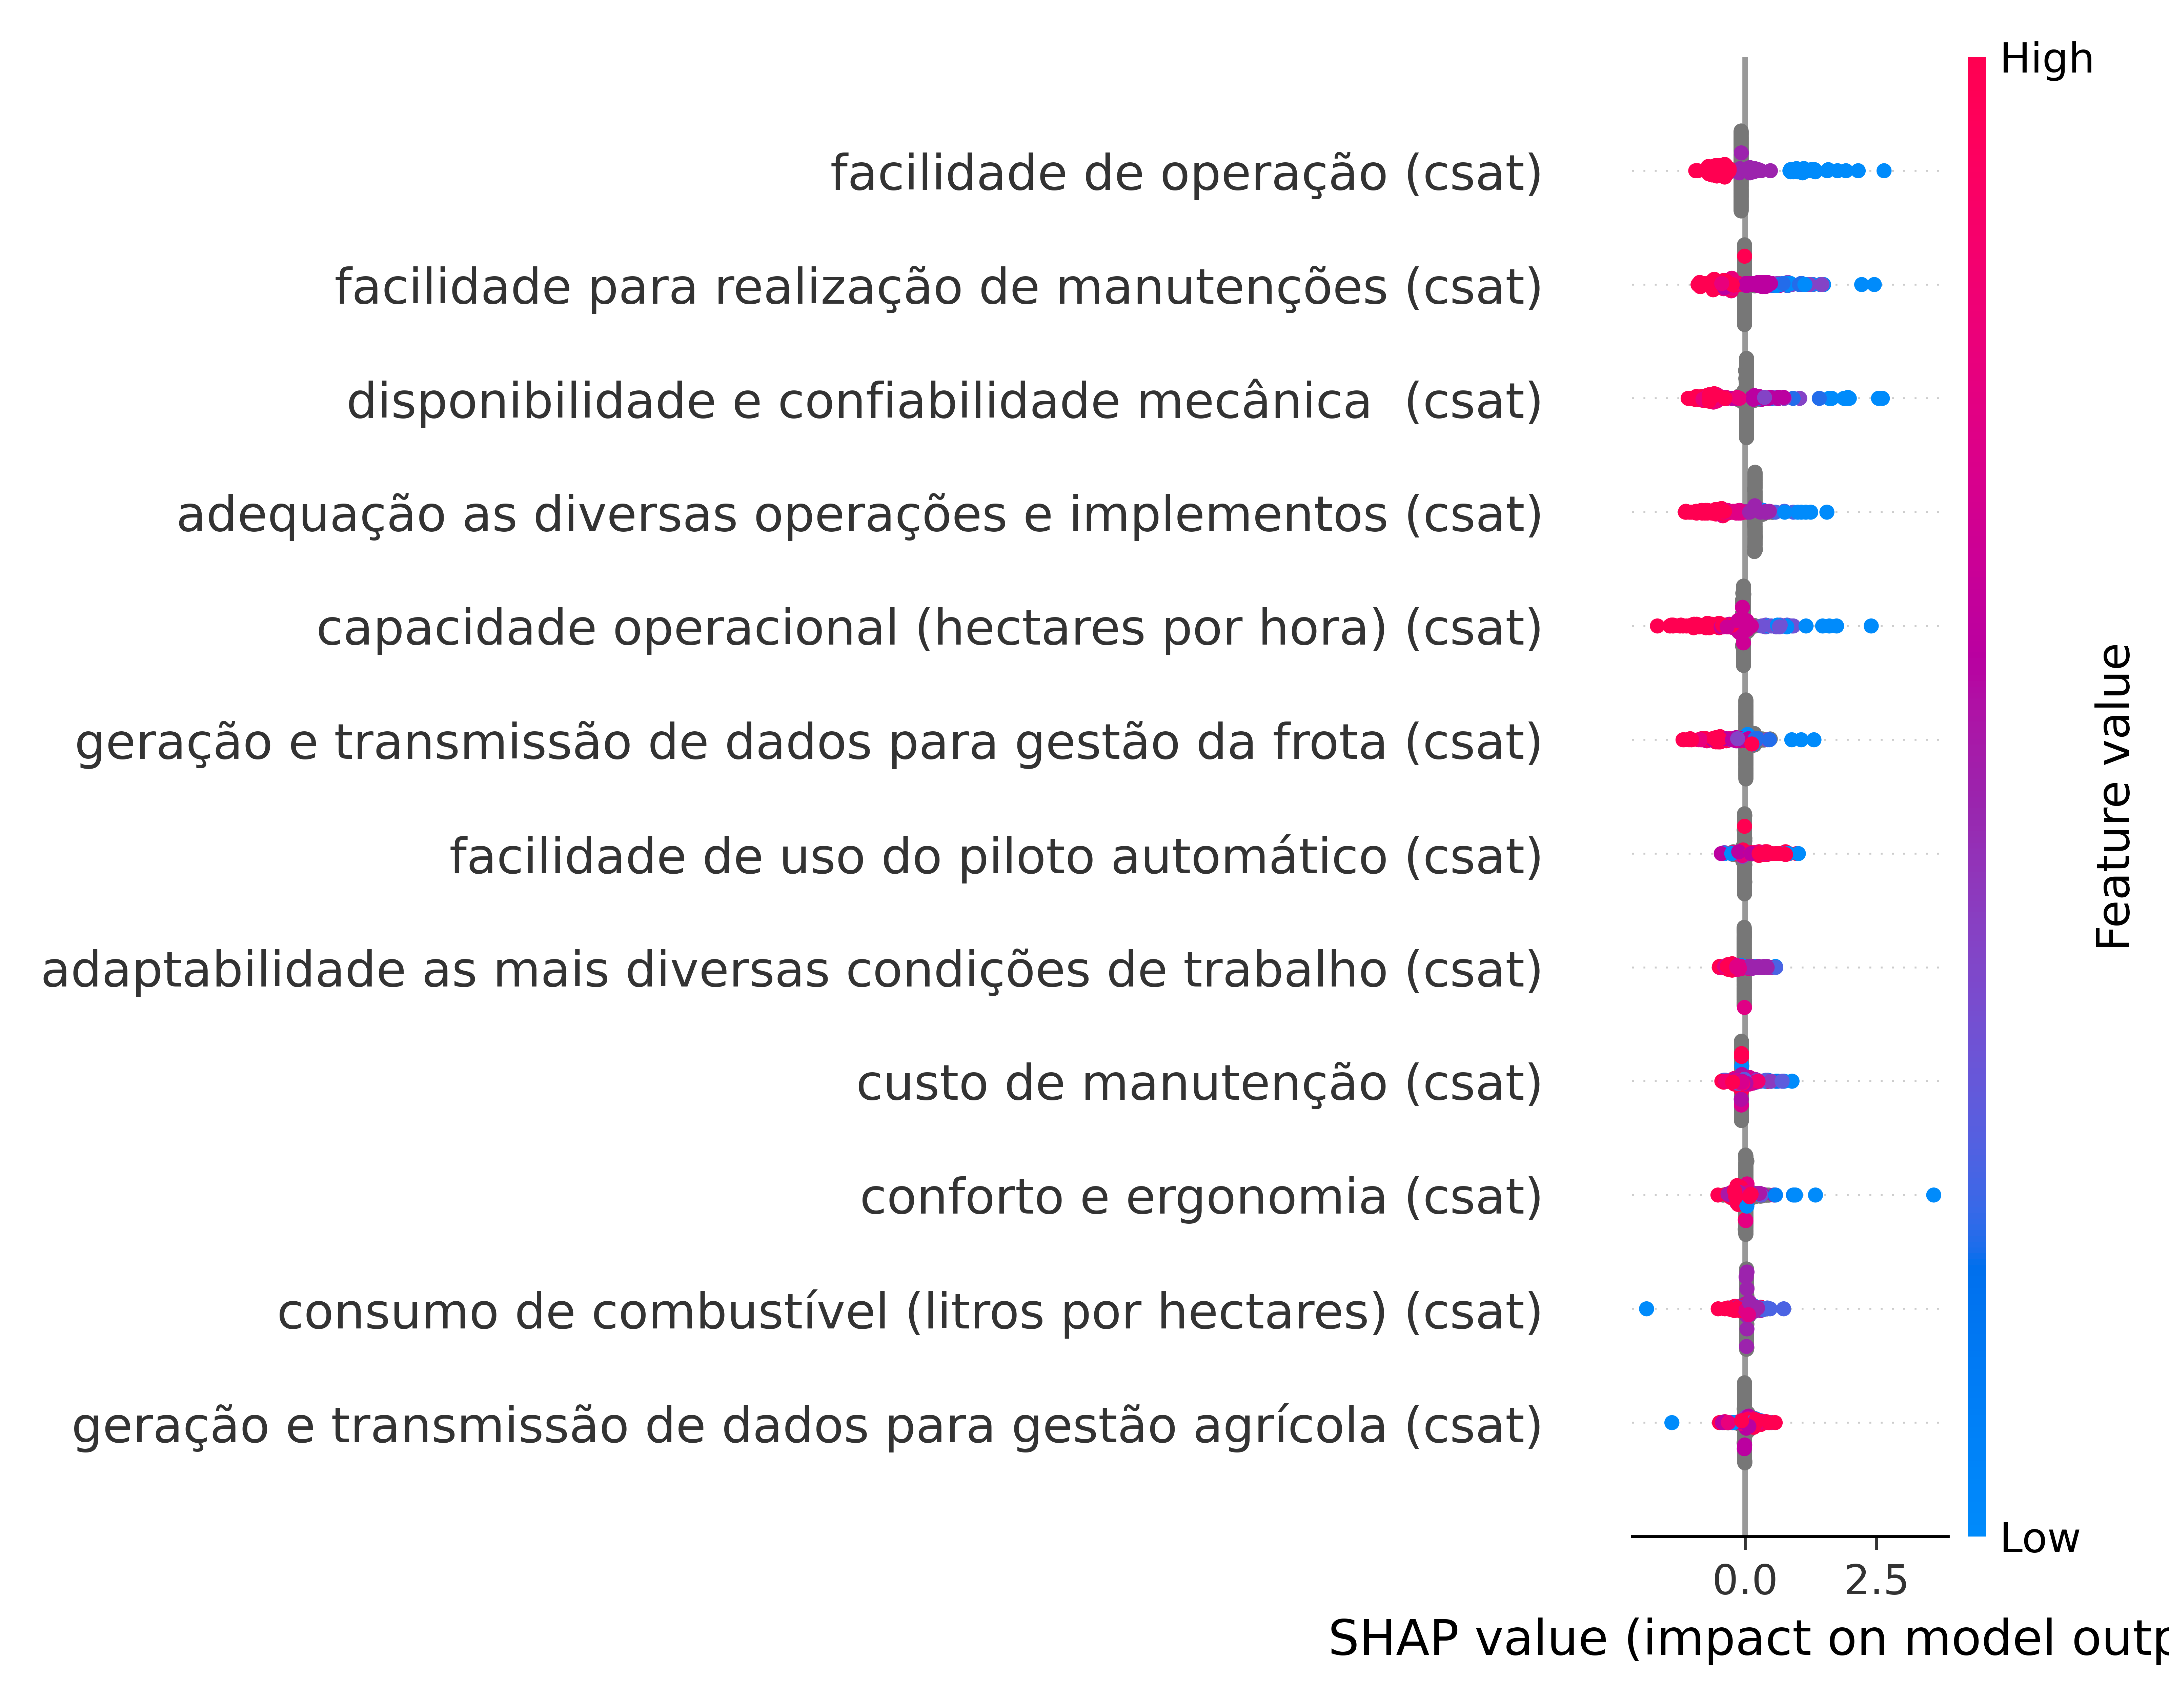 High
facilidade de operação (csat)
facilidade para realização de manutenções (csat)
disponibilidade e confiabilidade mecânica  (csat)
adequação as diversas operações e implementos (csat)
capacidade operacional (hectares por hora) (csat)
geração e transmissão de dados para gestão da frota (csat)
facilidade de uso do piloto automático (csat)
adaptabilidade as mais diversas condições de trabalho (csat)
custo de manutenção (csat)
conforto e ergonomia (csat)
consumo de combustível (litros por hectares) (csat)
geração e transmissão de dados para gestão agrícola (csat)
Feature value
Low
0.0 2.5
SHAP value (impact on model outp